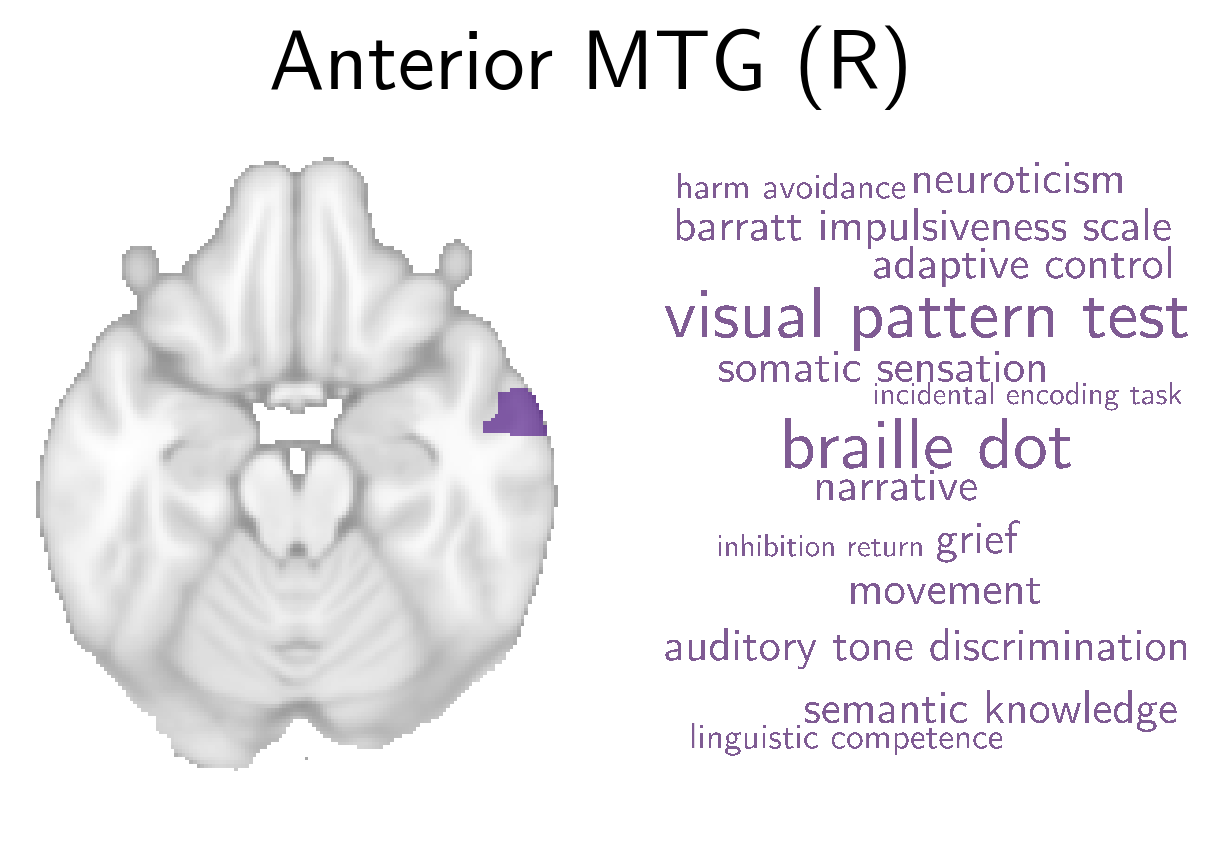 Anterior MTG (R)
harm avoidance neuroticism
barratt impulsiveness scale
adaptive control
visual pattern test
somatic sensation
incidental encoding task
braille dot
narrative
inhibition return grief
movement
auditory tone discrimination
semantic knowledge
linguistic competence